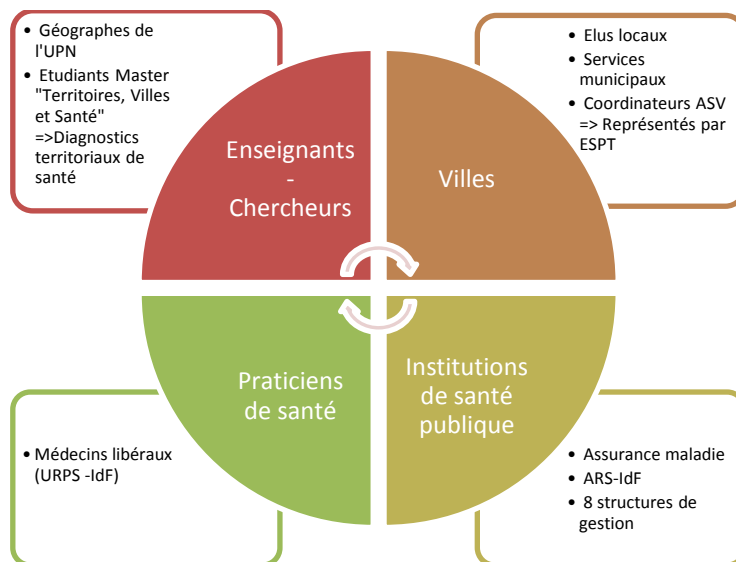 • Géographes de
l'UPN
• Etudiants Master
"Territoires, Villes
et Santé"
=>Diagnostics
territoriaux de
santé
• Elus locaux
• Services
municipaux
• Coordinateurs ASV
=> Représentés par
ESPT
Enseignants
-
Chercheurs
Villes
Praticiens
de santé
Institutions
de santé
publique
• Médecins libéraux
(URPS -IdF)
• Assurance maladie
• ARS-IdF
• 8 structures de
gestion